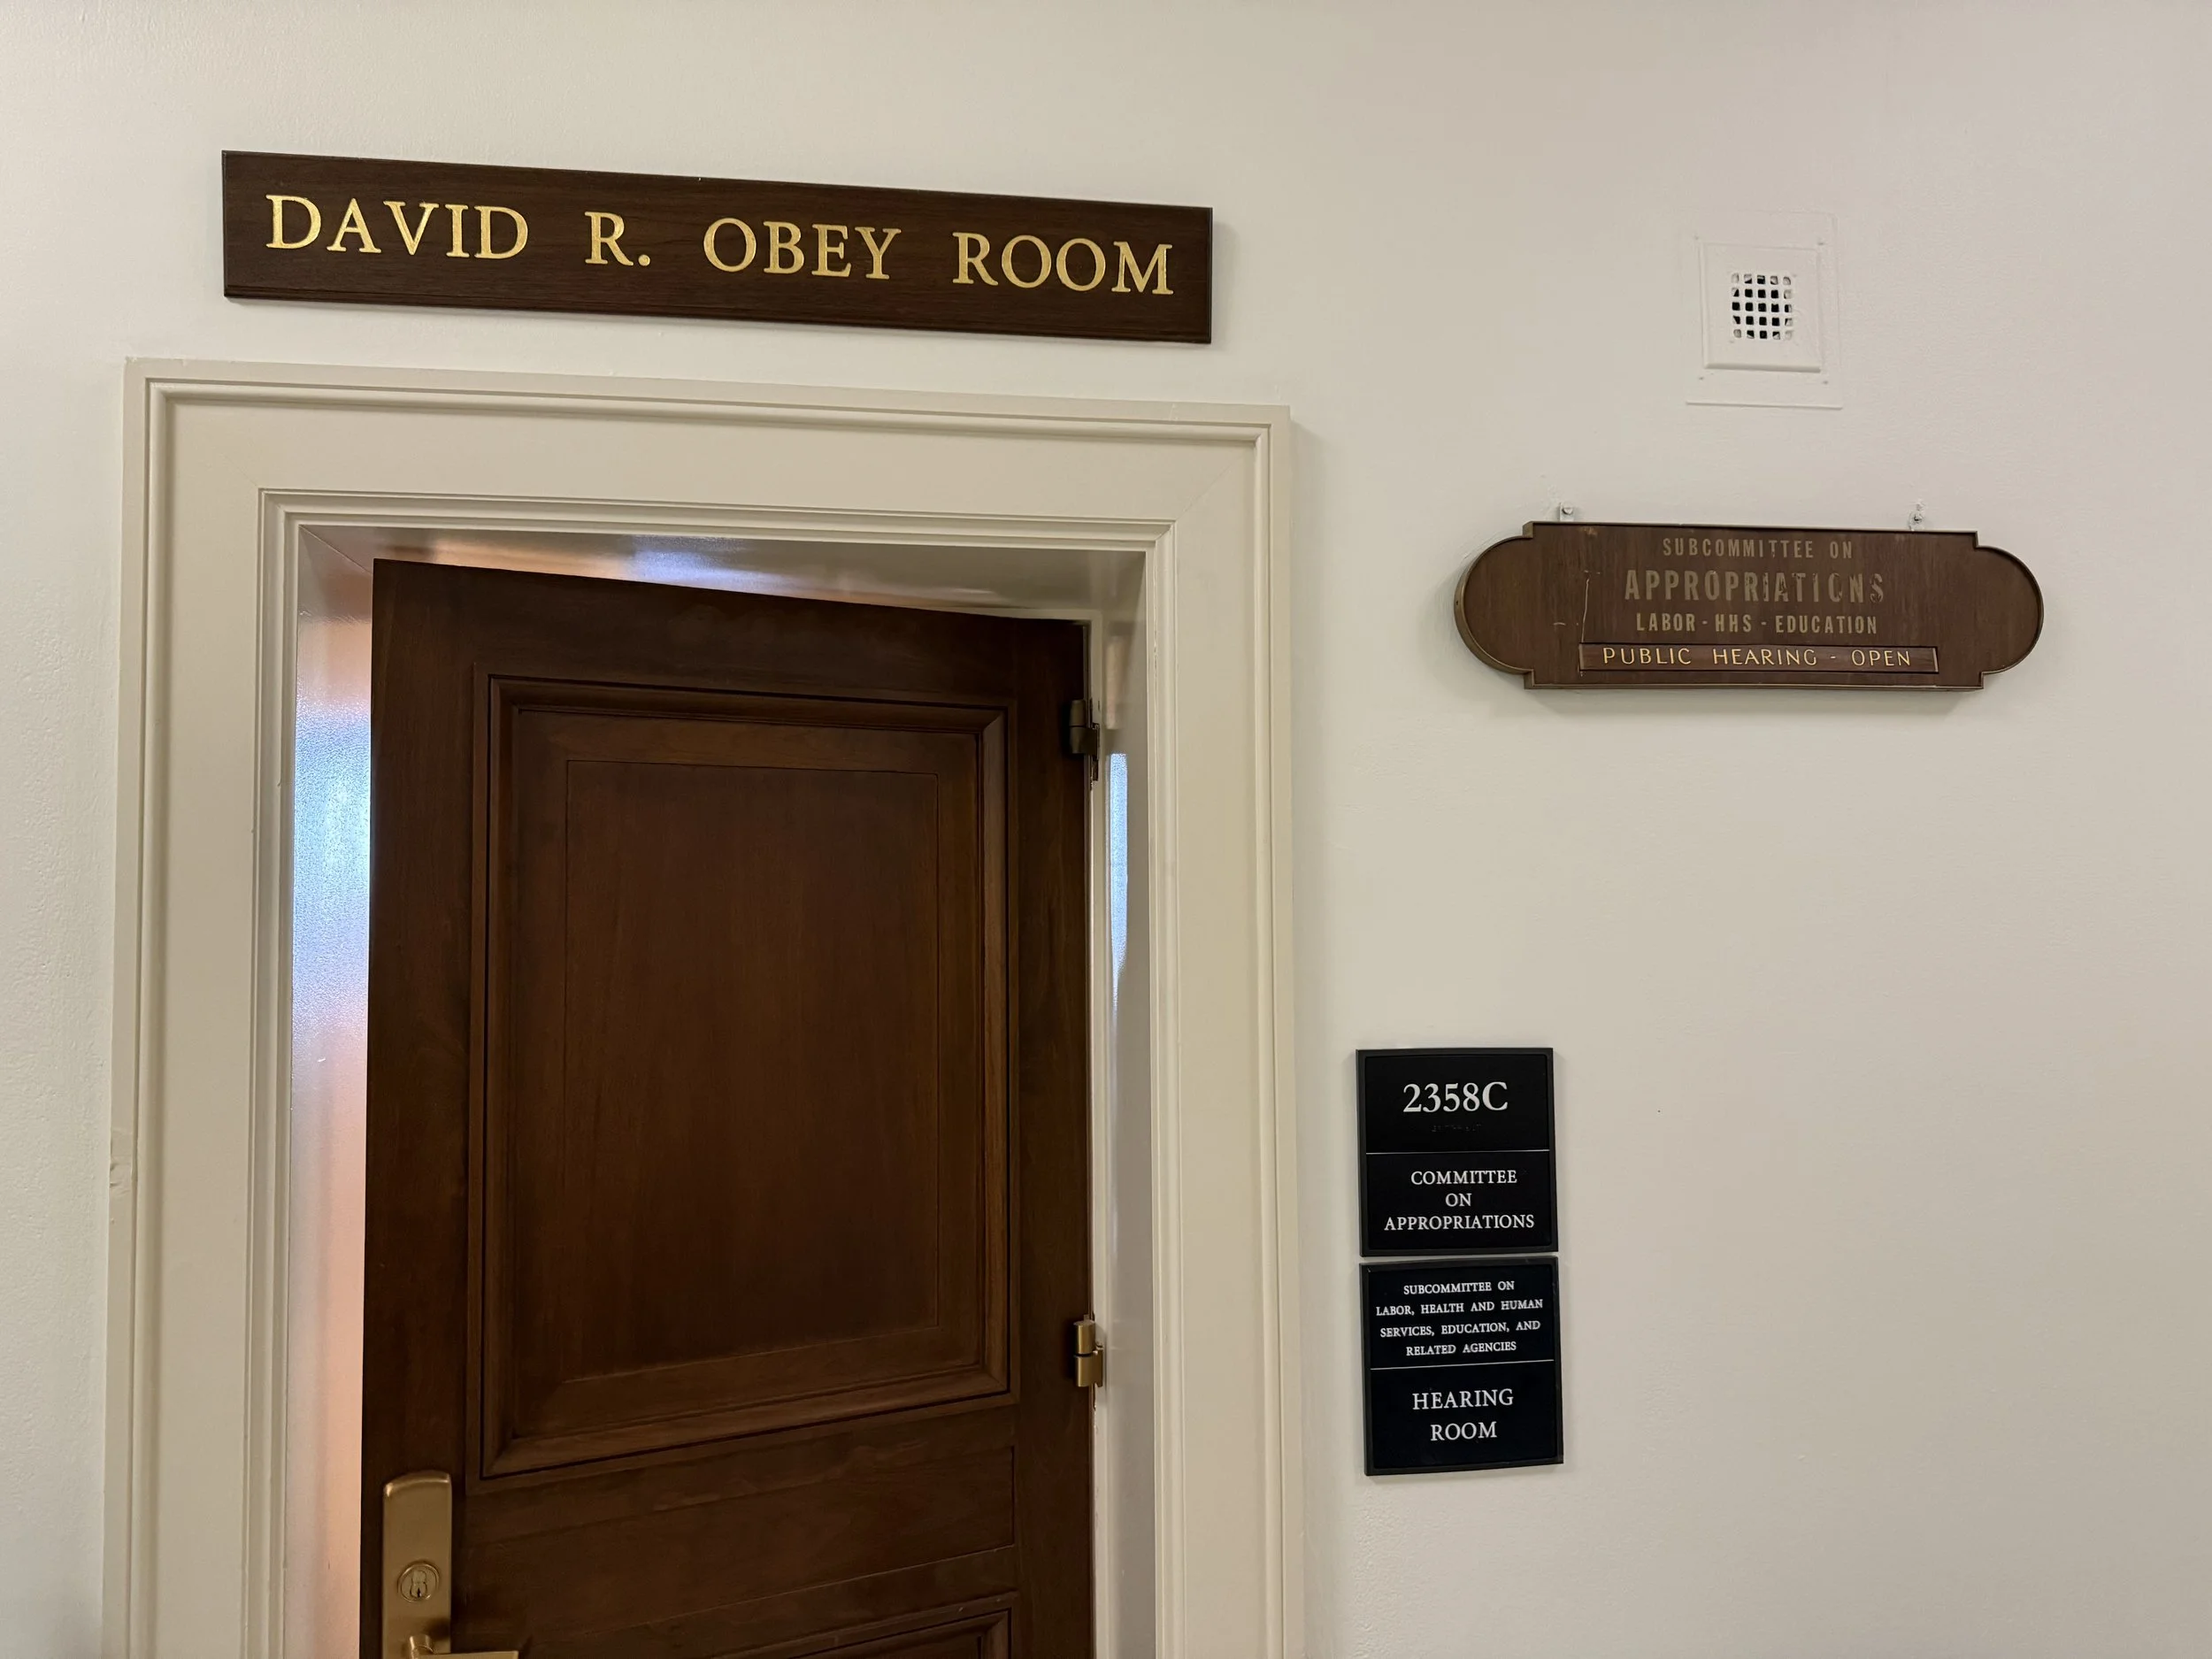 DAVID R. OBEY ROOM
SUBCOMMITTEE ON
APPROPRIATIONS
LABOR - HHS - EDUCATION
PUBLIC HEARING - OPEN
2358C
COMMITTEE
ON
APPROPRIATIONS
SUBCOMMITTEE ON
LABOR, HEALTH AND HUMAN
SERVICES, EDUCATION, AND
RELATED AGENCIES
HEARING
ROOM